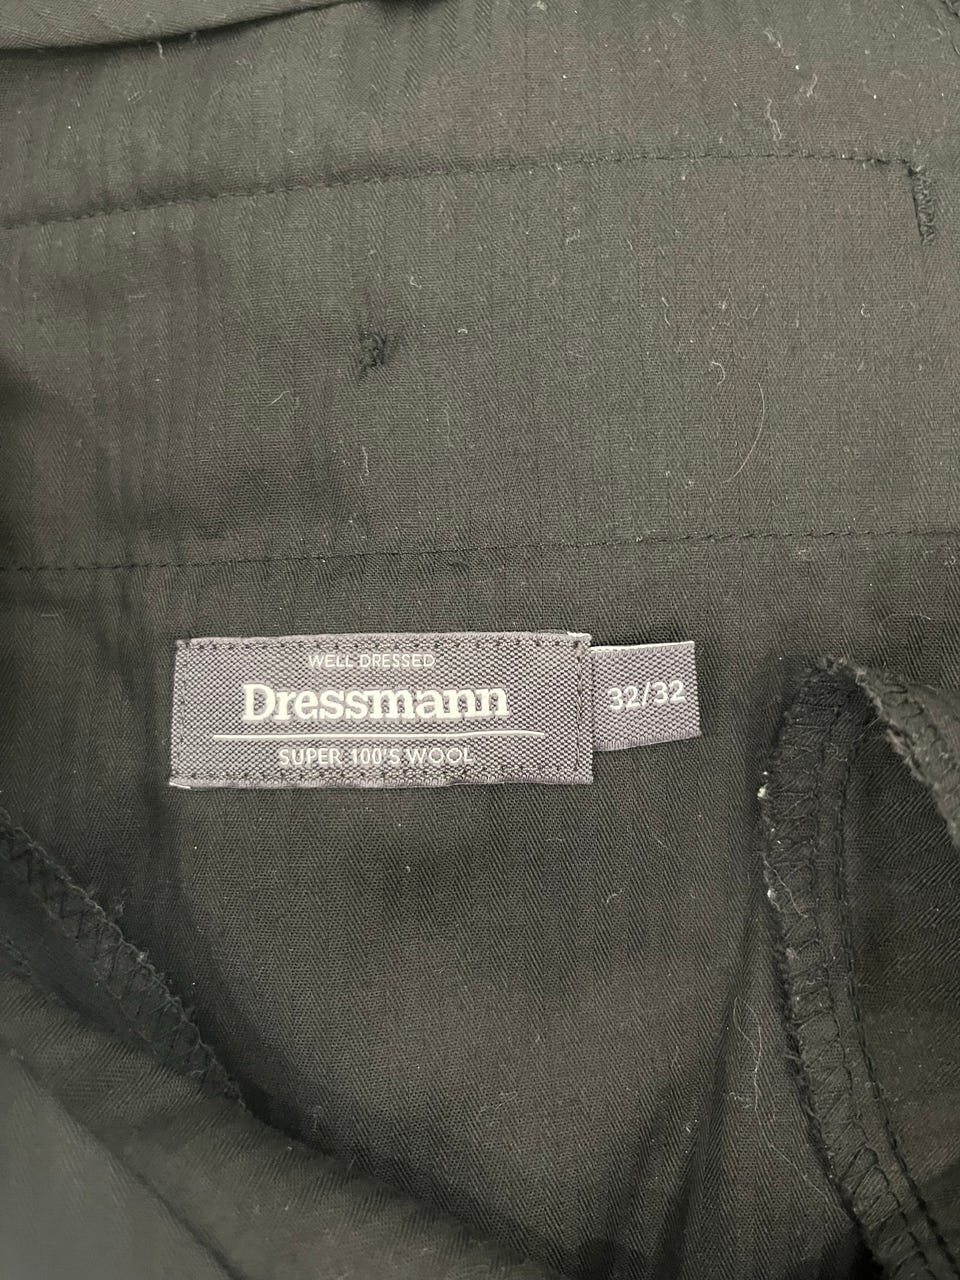 WELL DRESSED
Dressmann
SUPER 100'S WOOL
32/32